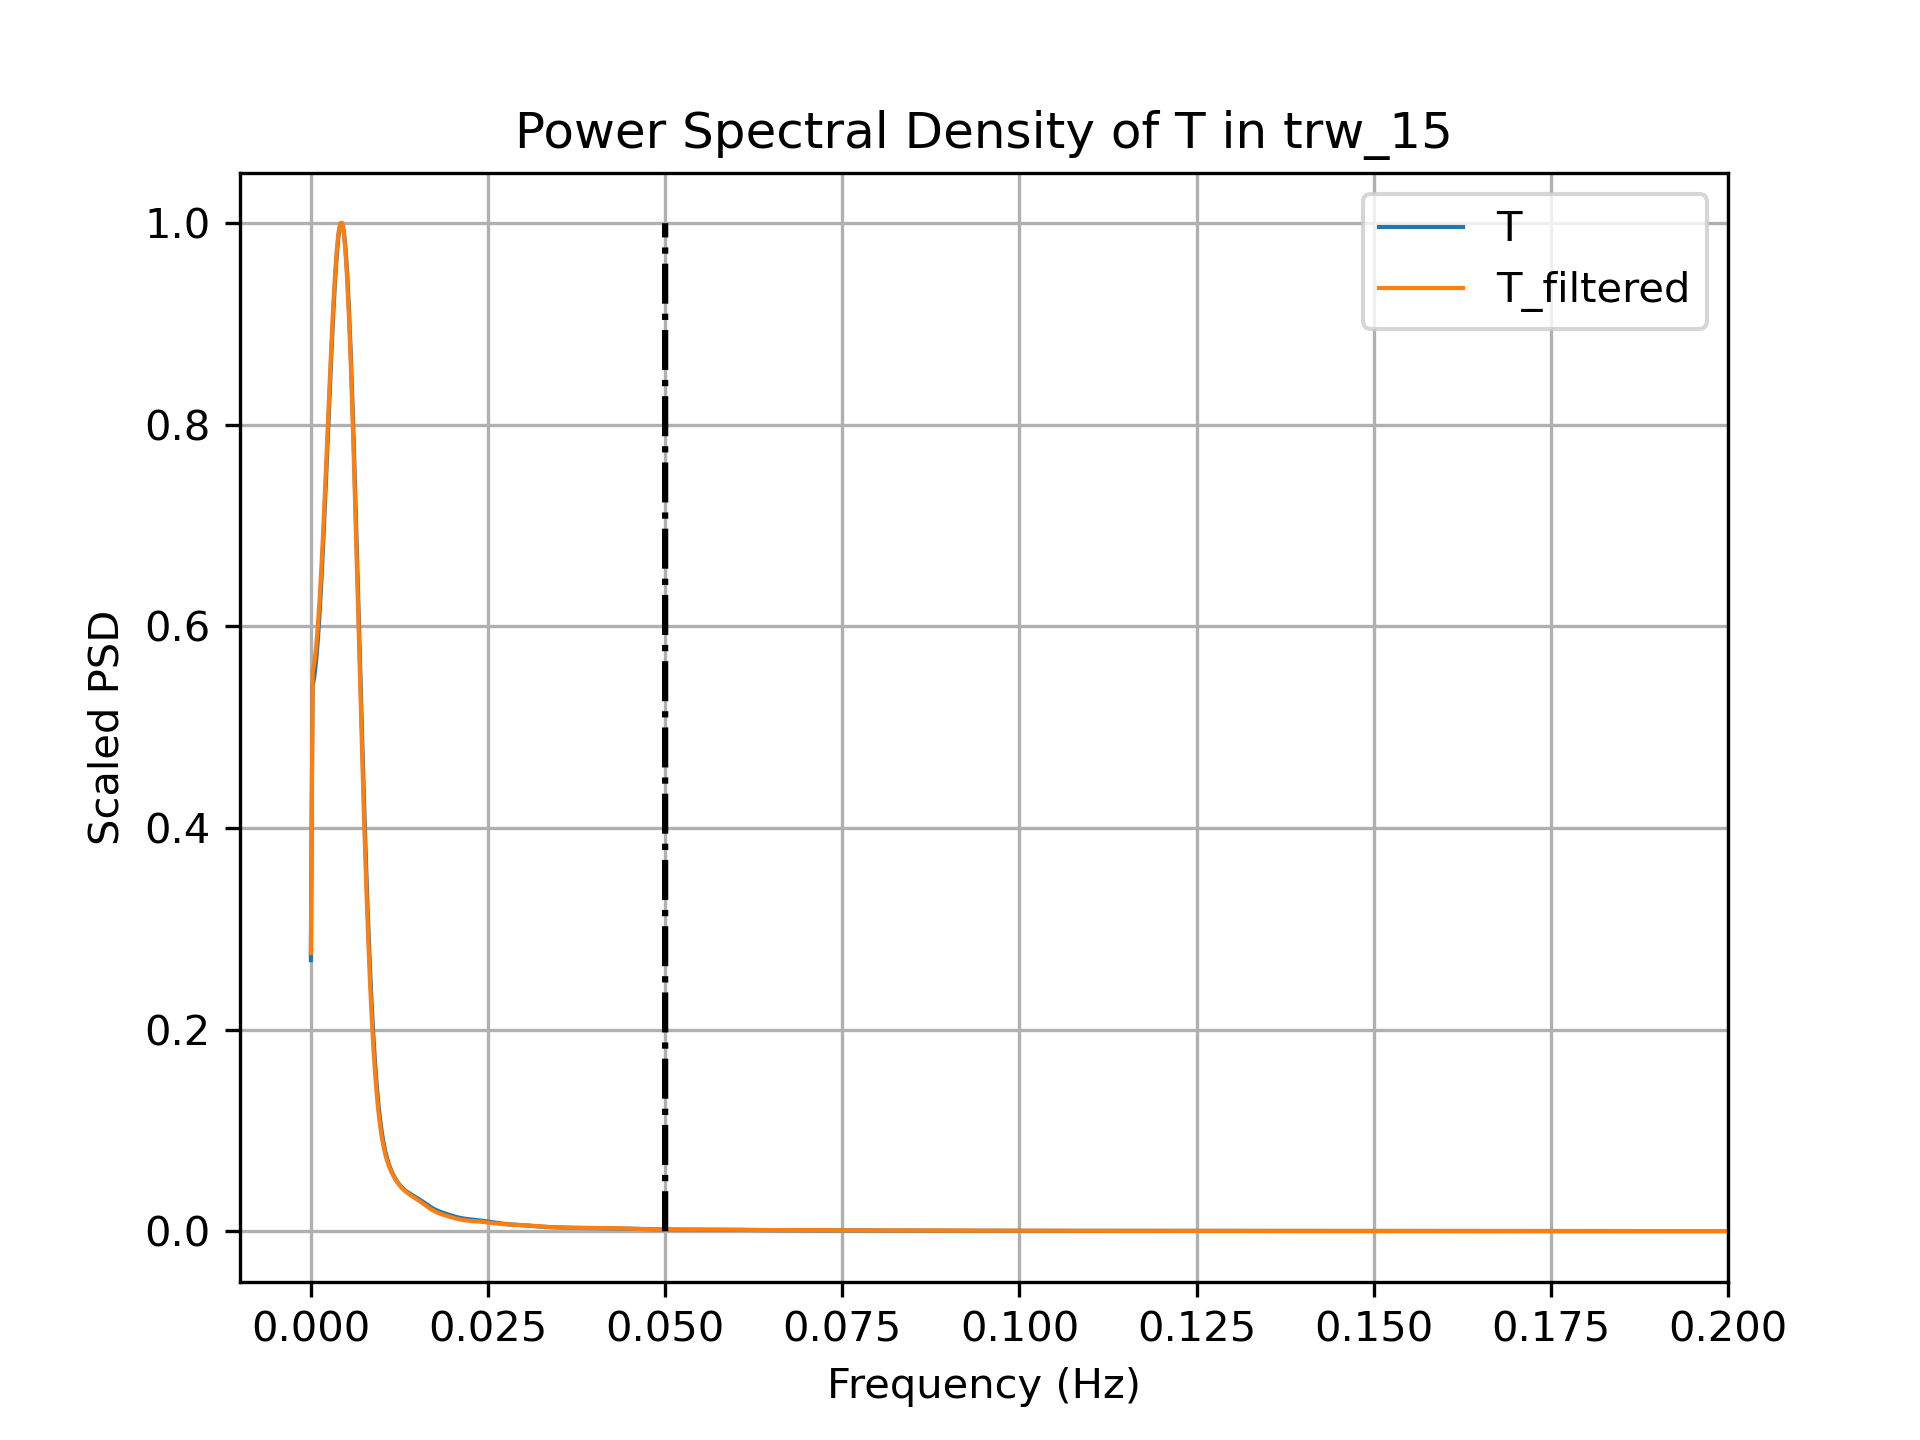 Power Spectral Density of T in trw_15
T
T_filtered
1.0
0.8
0.6
0.4
0.2
0.0
Scaled PSD
0.000 0.025 0.050 0.075 0.100 0.125 0.150 0.175 0.200
Frequency (Hz)